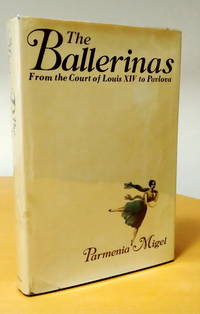 The
Ballerinas
From the Court of Louis XIV to Pavlova
Parmenia Migel